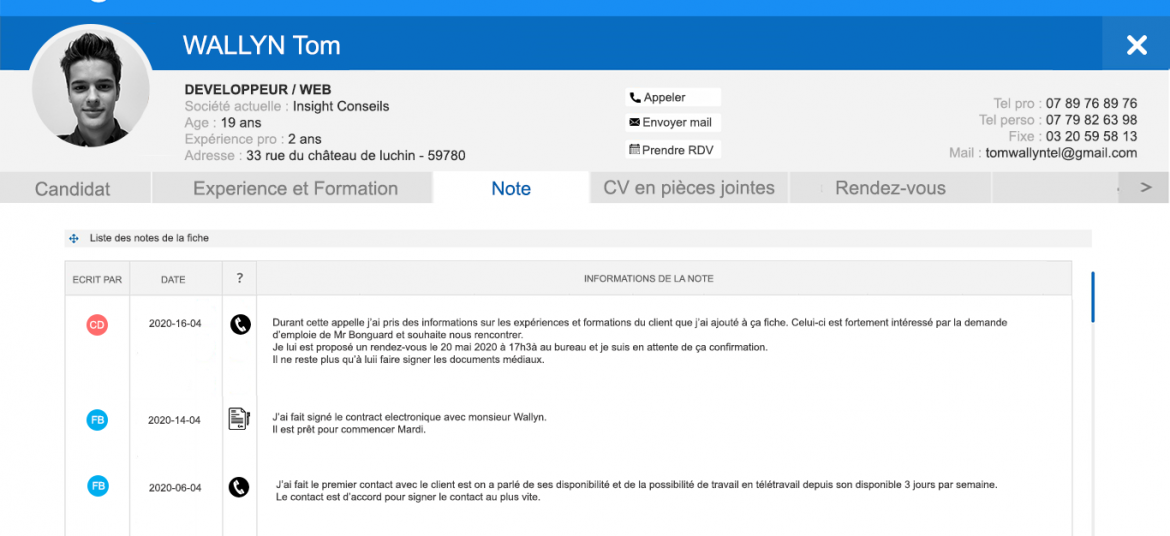 WALLYN Tom
DEVELOPPEUR / WEB
Société actuelle : Insight Conseils
Age : 19 ans
Expérience pro : 2 ans
Adresse : 33 rue du château de luchin - 59780
Appeler
Envoyer mail
Prendre RDV
Tel pro : 07 89 76 89 76
Tel perso : 07 79 82 63 98
Fixe : 03 20 59 58 13
Mail : tomwallyntel@gmail.com
Candidat
Experience et Formation
Note
CV en pièces jointes
Rendez-vous
>
Liste des notes de la fiche
ECRIT PAR DATE ? INFORMATIONS DE LA NOTE
CD 2020-16-04
Durant cette appelle j'ai pris des informations sur les expériences et formations du client que j'ai ajouté à ça fiche. Celui-ci est fortement intéressé par la demande
d'emploie de Mr Bonguard et souhaite nous rencontrer.
Je lui est proposé un rendez-vous le 20 mai 2020 à 17h3à au bureau et je suis en attente de ça confirmation.
Il ne reste plus qu'à luii faire signer les documents médiaux.
FB 2020-14-04
J'ai fait signé le contract electronique avec monsieur Wallyn.
Il est prêt pour commencer Mardi.
FB 2020-06-04
J'ai fait le premier contact avec le client est on a parlé de ses disponibilité et de la possibilité de travail en télétravail depuis son disponible 3 jours par semaine.
Le contact est d'accord pour signer le contact au plus vite.